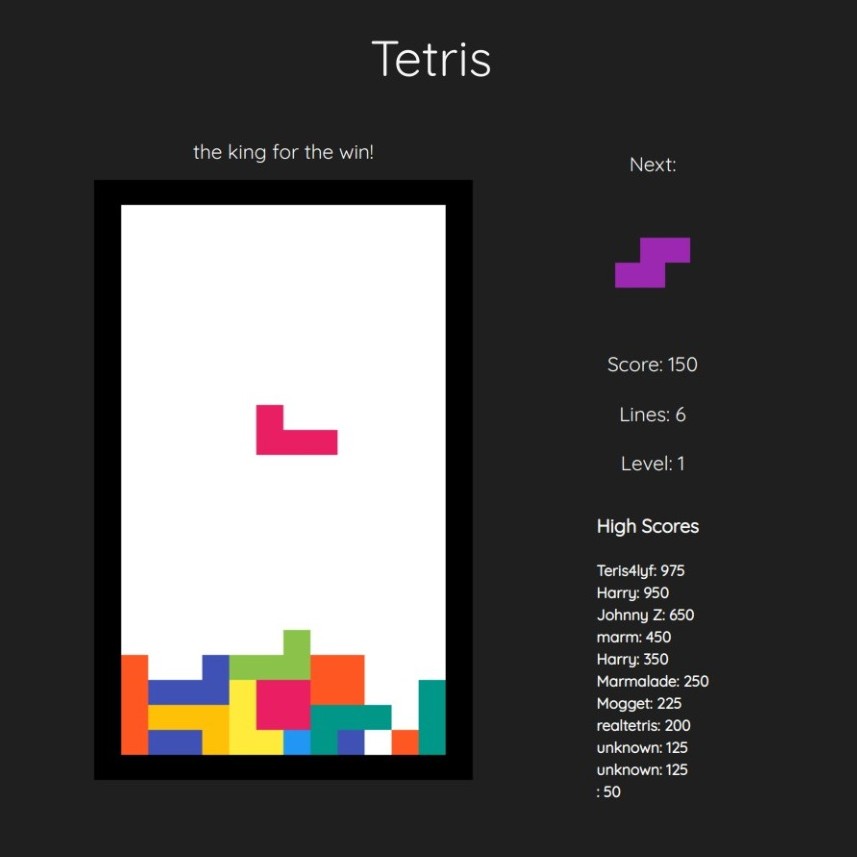 Tetris
the king for the win!
Next:
Score: 150
Lines: 6
Level: 1
High Scores
Teris4lyf: 975
Harry: 950
Johnny Z: 650
marm: 450
Harry: 350
Marmalade: 250
Mogget: 225
realtetris: 200
unknown: 125
unknown: 125
: 50